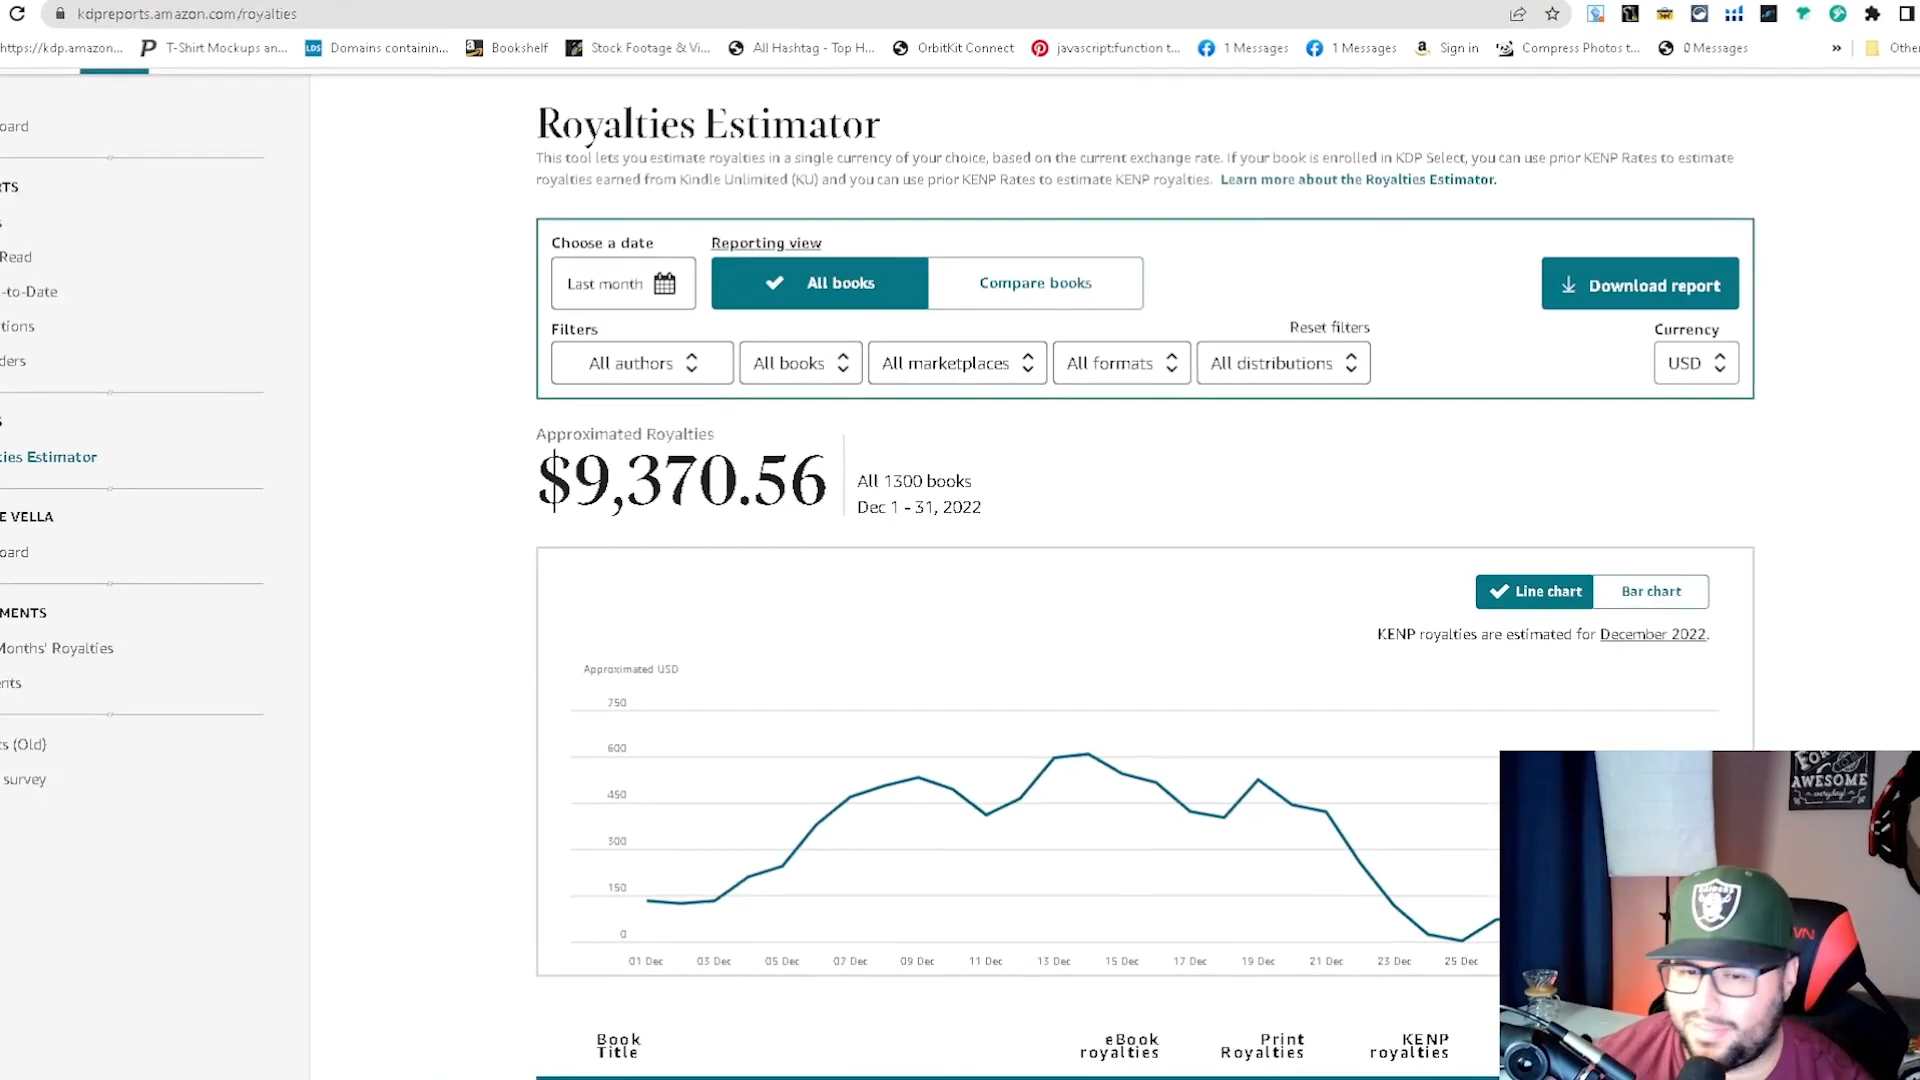 kdpreports.amazon.com/royalties
https://kdp.amazon... T-Shirt Mockups an... LDS Domains containin... Bookshelf Stock Footage & Vi... All Hashtag - Top H... OrbitKit Connect javascript:function t... 1 Messages 1 Messages Sign in Compress Photos t... 0 Messages » Other
oard
RTS
s
Read
-to-Date
tions
ders
S
ties Estimator
E VELLA
oard
MENTS
Months' Royalties
ents
ts (Old)
survey
Royalties Estimator
This tool lets you estimate royalties in a single currency of your choice, based on the current exchange rate. If your book is enrolled in KDP Select, you can use prior KENP Rates to estimate
royalties earned from Kindle Unlimited (KU) and you can use prior KENP Rates to estimate KENP royalties. Learn more about the Royalties Estimator.
Choose a date Reporting view
Last month All books Compare books Download report
Filters Reset filters Currency
All authors All books All marketplaces All formats All distributions USD
Approximated Royalties
$9,370.56
All 1300 books
Dec 1 - 31, 2022
Line chart Bar chart
KENP royalties are estimated for December 2022.
Approximated USD
750
600
450
300
150
0
01 Dec 03 Dec 05 Dec 07 Dec 09 Dec 11 Dec 13 Dec 15 Dec 17 Dec 19 Dec 21 Dec 23 Dec 25 Dec
Book Title
eBook royalties
Print Royalties
KENP royalties
AWESOME
everyday!
RAIDERS